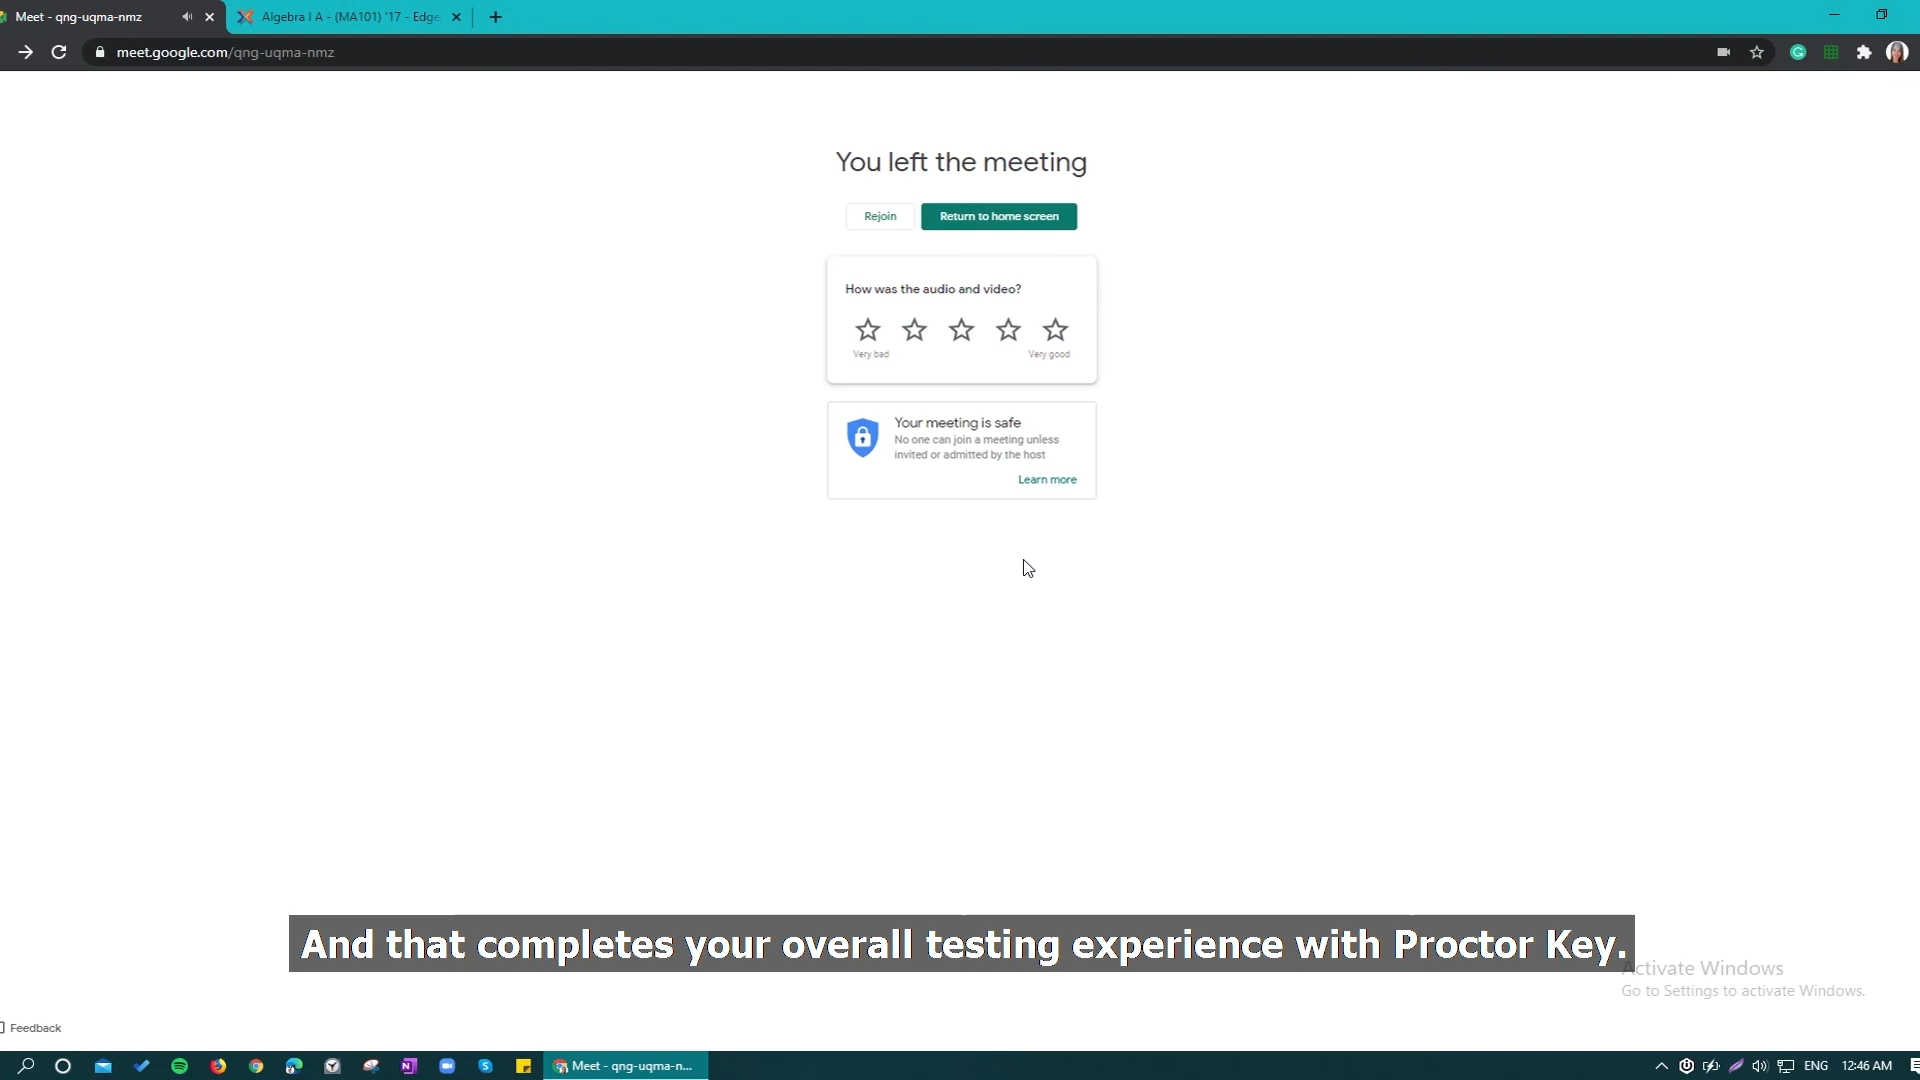 Meet - qng-uqma-nmz
Algebra I A - (MA101) '17 - Edge
meet.google.com/qng-uqma-nmz
You left the meeting
Rejoin
Return to home screen
How was the audio and video?
Very bad
Very good
Your meeting is safe
No one can join a meeting unless
invited or admitted by the host
Learn more
And that completes your overall testing experience with Proctor Key.
Activate Windows
Go to Settings to activate Windows.
Feedback
Meet - qng-uqma-n...
ENG
12:46 AM